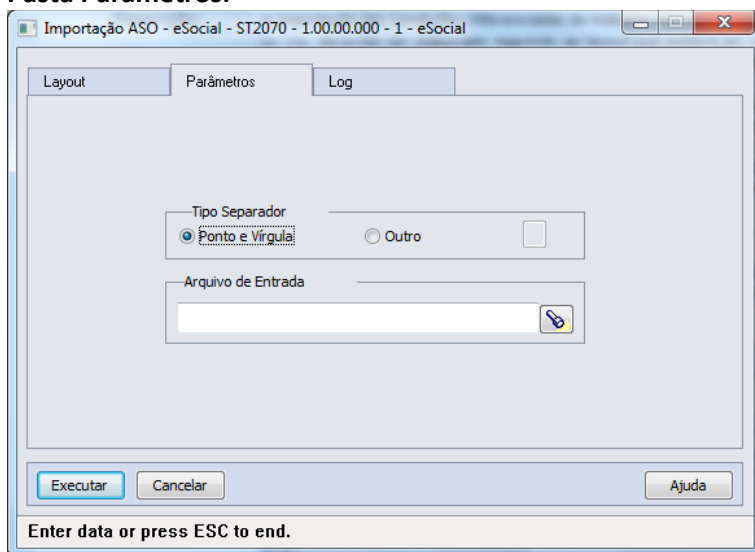 Pasta Parâmetros:
Importação ASO - eSocial - ST2070 - 1.00.00.000 - 1 - eSocial
Layout Parâmetros Log
Tipo Separador
Ponto e Vírgula Outro
Arquivo de Entrada
Executar Cancelar Ajuda
Enter data or press ESC to end.